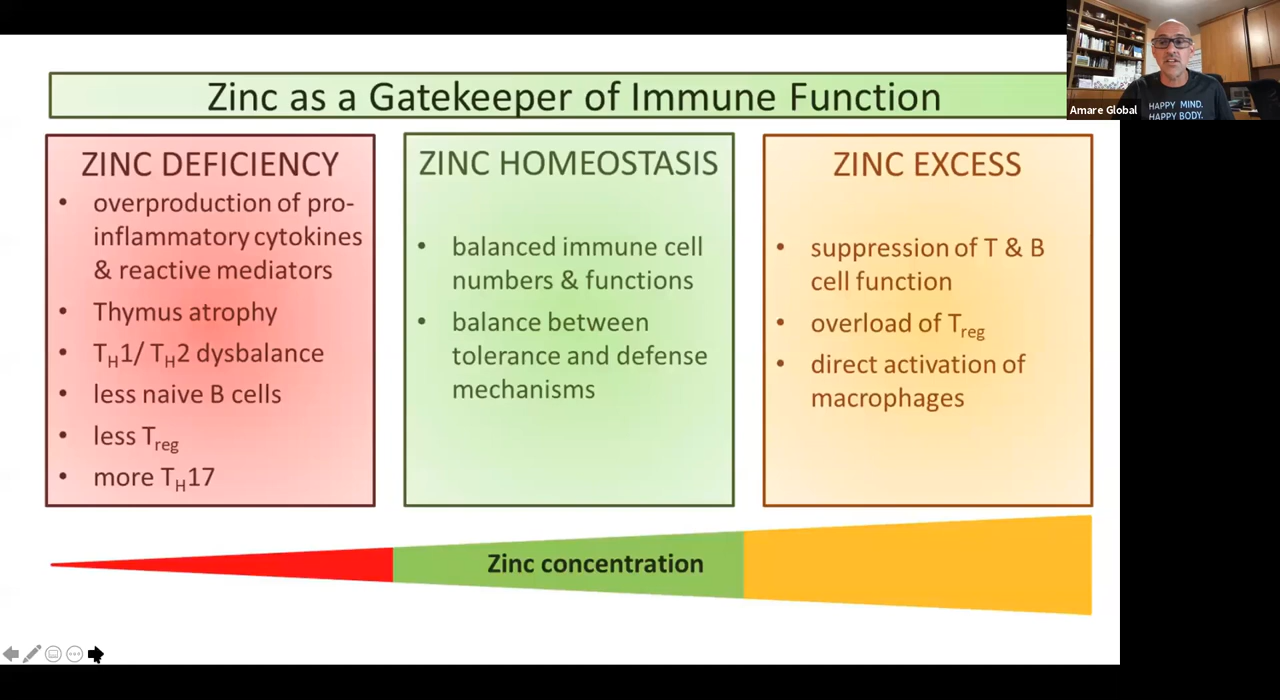 Zinc as a Gatekeeper of Immune Function
Amare Global
HAPPY MIND.
HAPPY BODY.
ZINC DEFICIENCY
• overproduction of pro-
inflammatory cytokines
& reactive mediators
• Thymus atrophy
• TH1/ TH2 dysbalance
• less naive B cells
• less Treg
• more TH17
ZINC HOMEOSTASIS
• balanced immune cell
numbers & functions
• balance between
tolerance and defense
mechanisms
ZINC EXCESS
• suppression of T & B
cell function
• overload of Treg
• direct activation of
macrophages
Zinc concentration